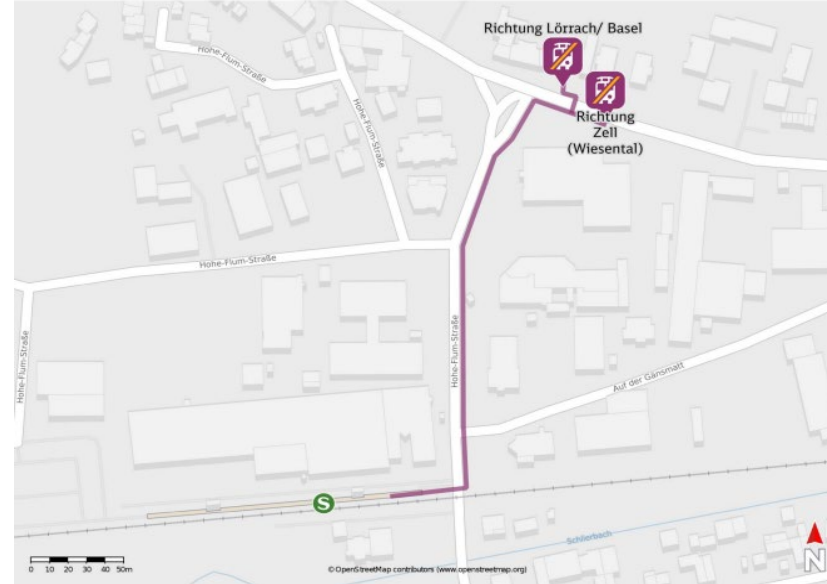 Richtung Lörrach/ Basel
Hohe-Flum-Straße
Hohe-Flum-Straße
Richtung
Zell
(Wiesental)
Hohe-Flum-Straße
Hohe-Flum-Straße
Hohe-Flum-Straße
Auf der Gänsmatt
M
S
Schlierbach
0 10 20 30 40 50m
©OpenStreetMap contributors (www.openstreetmap.org)
N